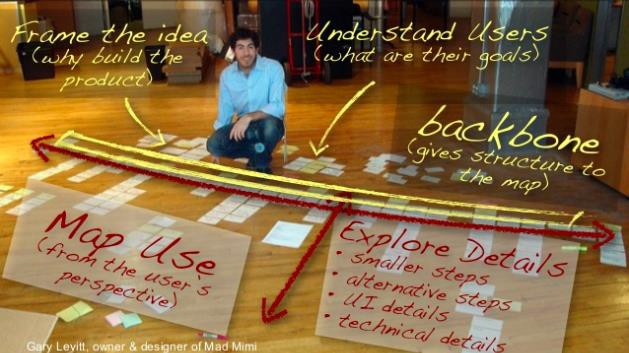 Frame the idea
(why build the
product)
Understand Users
(what are their goals)
backbone
(gives structure to
the map)
Map Use
(from the user's
perspective)
Explore Details
• smaller steps
• alternative steps
• UI details
• technical details
Gary Levitt, owner & designer of Mad Mimi